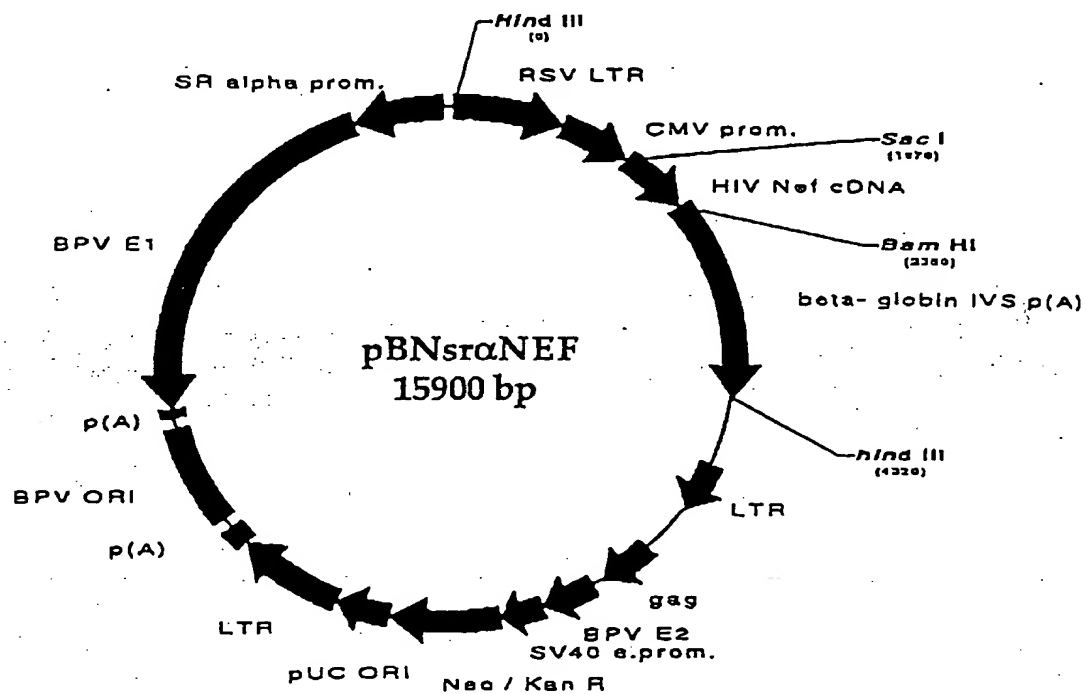 Hind III
(0)
RSV LTR
SR alpha prom.
CMV prom.
Sac I
HIV Nef cDNA
BPV E1
Bam HI
beta- globin IVS p(A)
pBNsrαNEF
15900 bp
p(A)
hind III
(4320)
BPV ORI
LTR
p(A)
gag
LTR
BPV E2
SV40 e.prom.
pUC ORI
Neo / Kan R